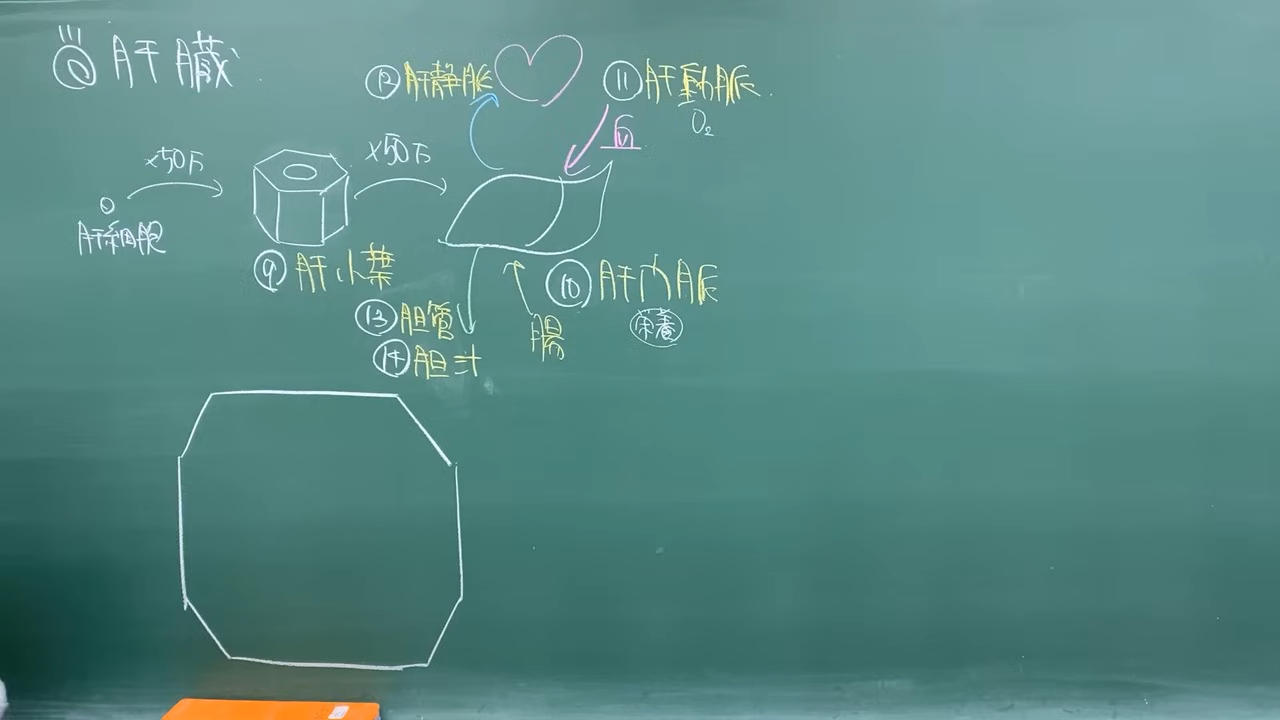 肝臓
⑫肝静脈
⑪肝動脈
O₂
血
×50万
×50万
肝細胞
⑨肝小葉
⑩肝門脈
栄養
⑬胆管
⑭胆汁
腸